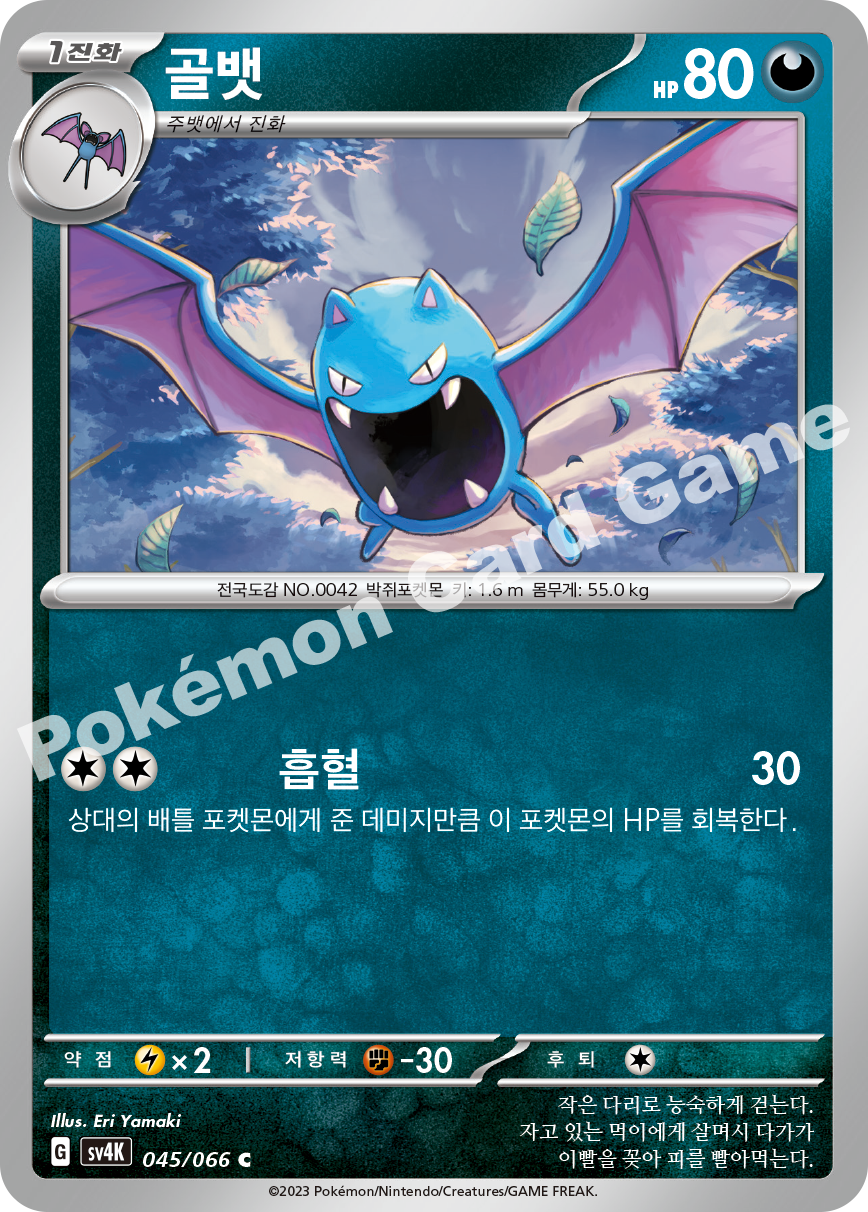 1진화
골뱃
HP 80
주뱃에서 진화
전국도감 NO.0042 박쥐포켓몬 키: 1.6 m 몸무게: 55.0 kg
Pokémon Card Game
흡혈 30
상대의 배틀 포켓몬에게 준 데미지만큼 이 포켓몬의 HP를 회복한다.
약점 ×2 저항력 -30 후퇴
Illus. Eri Yamaki
작은 다리로 능숙하게 걷는다.
자고 있는 먹이에게 살며시 다가가
이빨을 꽂아 피를 빨아먹는다.
G SV4K 045/066 C
©2023 Pokémon/Nintendo/Creatures/GAME FREAK.